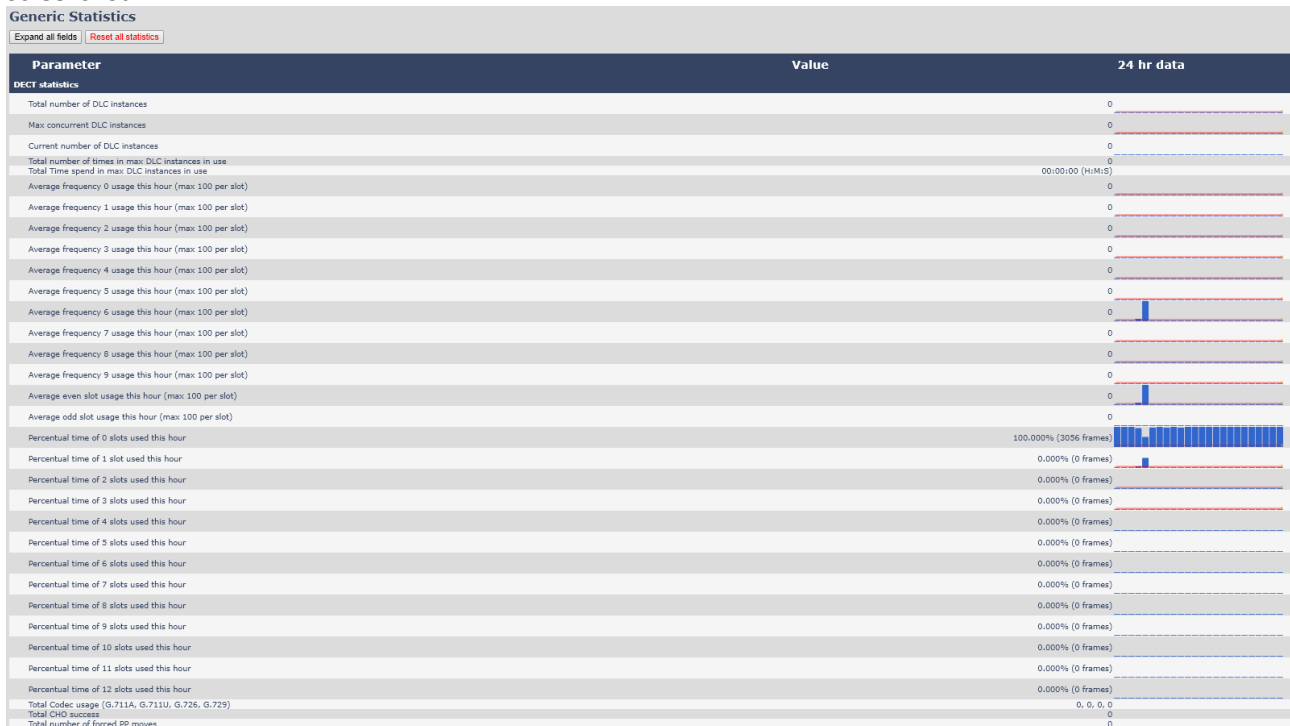 Generic Statistics
Expand all fields Reset all statistics
Parameter Value 24 hr data
DECT statistics
Total number of DLC instances 0
Max concurrent DLC instances 0
Current number of DLC instances 0
Total number of times in max DLC instances in use 0
Total Time spend in max DLC instances in use 00:00:00 (H:M:S)
Average frequency 0 usage this hour (max 100 per slot) 0
Average frequency 1 usage this hour (max 100 per slot) 0
Average frequency 2 usage this hour (max 100 per slot) 0
Average frequency 3 usage this hour (max 100 per slot) 0
Average frequency 4 usage this hour (max 100 per slot) 0
Average frequency 5 usage this hour (max 100 per slot) 0
Average frequency 6 usage this hour (max 100 per slot) 0
Average frequency 7 usage this hour (max 100 per slot) 0
Average frequency 8 usage this hour (max 100 per slot) 0
Average frequency 9 usage this hour (max 100 per slot) 0
Average even slot usage this hour (max 100 per slot) 0
Average odd slot usage this hour (max 100 per slot) 0
Percentual time of 0 slots used this hour 100.000% (3056 frames)
Percentual time of 1 slot used this hour 0.000% (0 frames)
Percentual time of 2 slots used this hour 0.000% (0 frames)
Percentual time of 3 slots used this hour 0.000% (0 frames)
Percentual time of 4 slots used this hour 0.000% (0 frames)
Percentual time of 5 slots used this hour 0.000% (0 frames)
Percentual time of 6 slots used this hour 0.000% (0 frames)
Percentual time of 7 slots used this hour 0.000% (0 frames)
Percentual time of 8 slots used this hour 0.000% (0 frames)
Percentual time of 9 slots used this hour 0.000% (0 frames)
Percentual time of 10 slots used this hour 0.000% (0 frames)
Percentual time of 11 slots used this hour 0.000% (0 frames)
Percentual time of 12 slots used this hour 0.000% (0 frames)
Total Codec usage (G.711A, G.711U, G.726, G.729) 0, 0, 0, 0
Total CHO success 0
Total number of forced PP moves 0